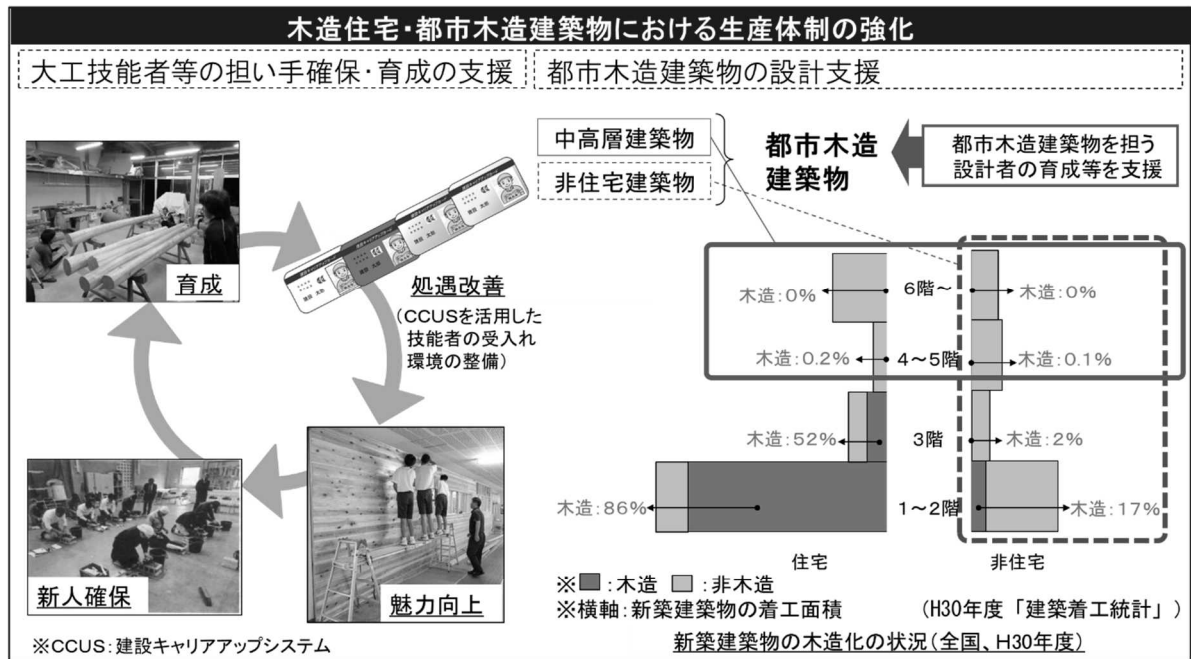 木造住宅・都市木造建築物における生産体制の強化
大工技能者等の担い手確保・育成の支援
育成
処遇改善
(CCUSを活用した
技能者の受入れ
環境の整備)
新人確保
魅力向上
※CCUS:建設キャリアアップシステム
都市木造建築物の設計支援
中高層建築物
非住宅建築物
都市木造
建築物
都市木造建築物を担う
設計者の育成等を支援
木造:0% 6階~ 木造:0%
木造:0.2% 4~5階 木造:0.1%
木造:52% 3階 木造:2%
木造:86% 1~2階 木造:17%
住宅 非住宅
※ :木造 :非木造
※横軸:新築建築物の着工面積 (H30年度「建築着工統計」)
新築建築物の木造化の状況(全国、H30年度)